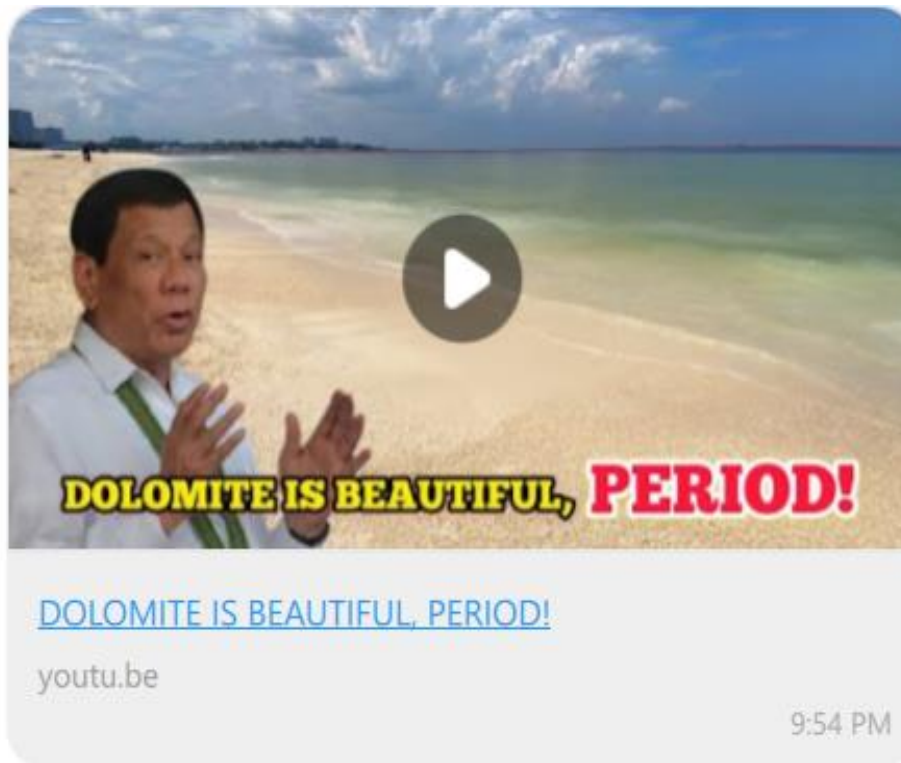 DOLOMITE IS BEAUTIFUL, PERIOD!
DOLOMITE IS BEAUTIFUL, PERIOD!
youtu.be
9:54 PM